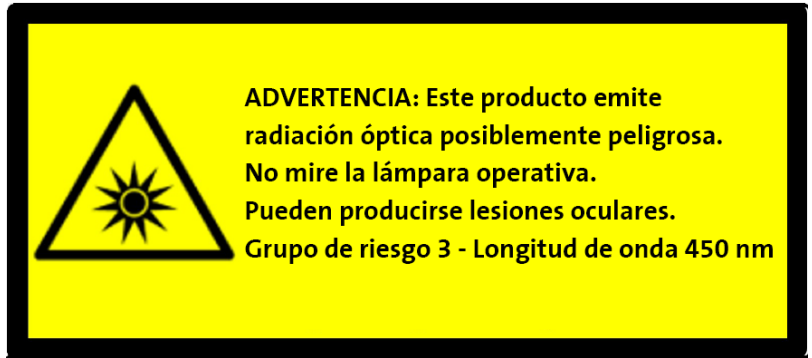 ADVERTENCIA: Este producto emite
radiación óptica posiblemente peligrosa.
No mire la lámpara operativa.
Pueden producirse lesiones oculares.
Grupo de riesgo 3 - Longitud de onda 450 nm